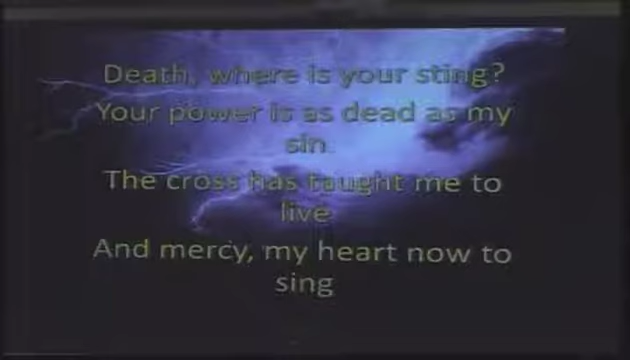 Death, where is your sting?
Your power is as dead as my
sin
The cross has taught me to
live
And mercy, my heart now to
sing